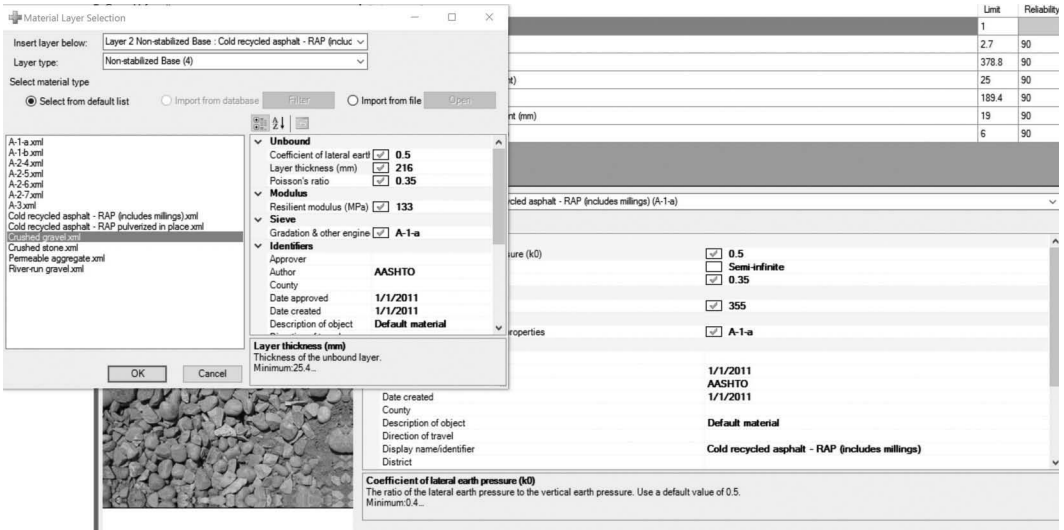 Material Layer Selection
Insert layer below: Layer 2 Non-stabilized Base : Cold recycled asphalt - RAP (incluc
Layer type: Non-stabilized Base (4)
Select material type
Select from default list Import from database Filter Import from file Open
A-1-a.xml
A-1-b.xml
A-2-4.xml
A-2-5.xml
A-2-6.xml
A-2-7.xml
A-3.xml
Cold recycled asphalt - RAP (includes millings).xml
Cold recycled asphalt - RAP pulverized in place.xml
Crushed gravel.xml
Crushed stone.xml
Permeable aggregate.xml
River-run gravel.xml
Unbound
Coefficient of lateral eartl 0.5
Layer thickness (mm) 216
Poisson's ratio 0.35
Modulus
Resilient modulus (MPa) 133
Sieve
Gradation & other engine A-1-a
Identifiers
Approver
Author AASHTO
County
Date approved 1/1/2011
Date created 1/1/2011
Description of object Default material
Layer thickness (mm)
Thickness of the unbound layer.
Minimum:25.4...
OK Cancel
Limit Reliability
1
2.7 90
378.8 90
25 90
189.4 90
nt (mm) 19 90
6 90
cled asphalt - RAP (includes millings) (A-1-a)
sure (k0) 0.5
Semi-infinite
0.35
355
properties A-1-a
1/1/2011
AASHTO
Date created 1/1/2011
County
Description of object Default material
Direction of travel
Display name/identifier Cold recycled asphalt - RAP (includes millings)
District
Coefficient of lateral earth pressure (k0)
The ratio of the lateral earth pressure to the vertical earth pressure. Use a default value of 0.5.
Minimum:0.4...